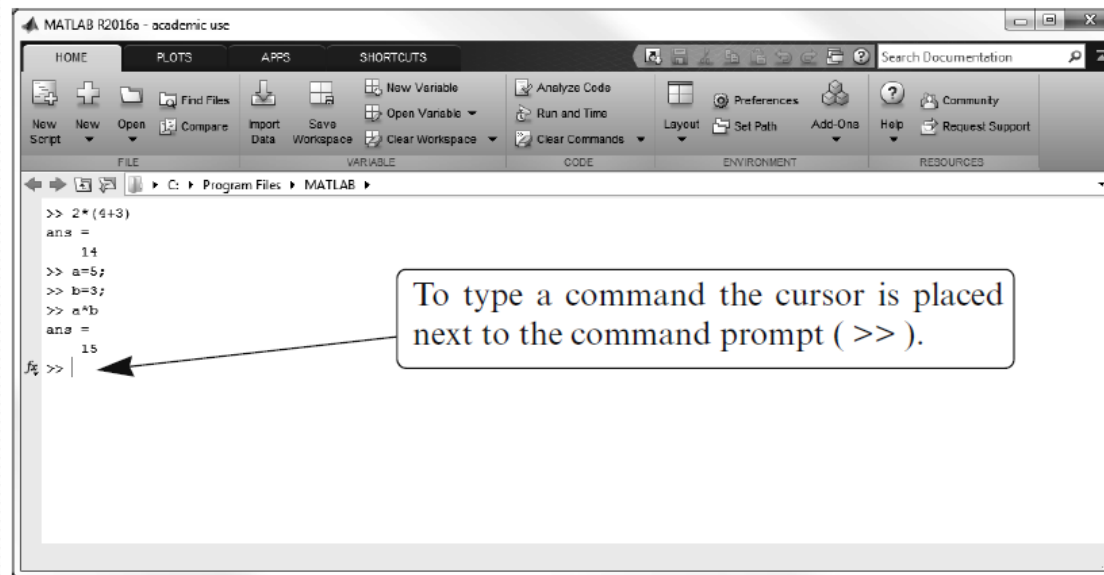 MATLAB R2016a - academic use
HOME PLOTS APPS SHORTCUTS Search Documentation
New Script New Open Find Files Compare Import Data Save Workspace New Variable Open Variable Clear Workspace Analyze Code Run and Time Clear Commands Layout Preferences Set Path Add-Ons Help Community Request Support
FILE VARIABLE CODE ENVIRONMENT RESOURCES
C: Program Files MATLAB
>> 2*(4+3)
ans =
14
>> a=5;
>> b=3;
>> a*b
ans =
15
fx >>
To type a command the cursor is placed
next to the command prompt ( >> ).